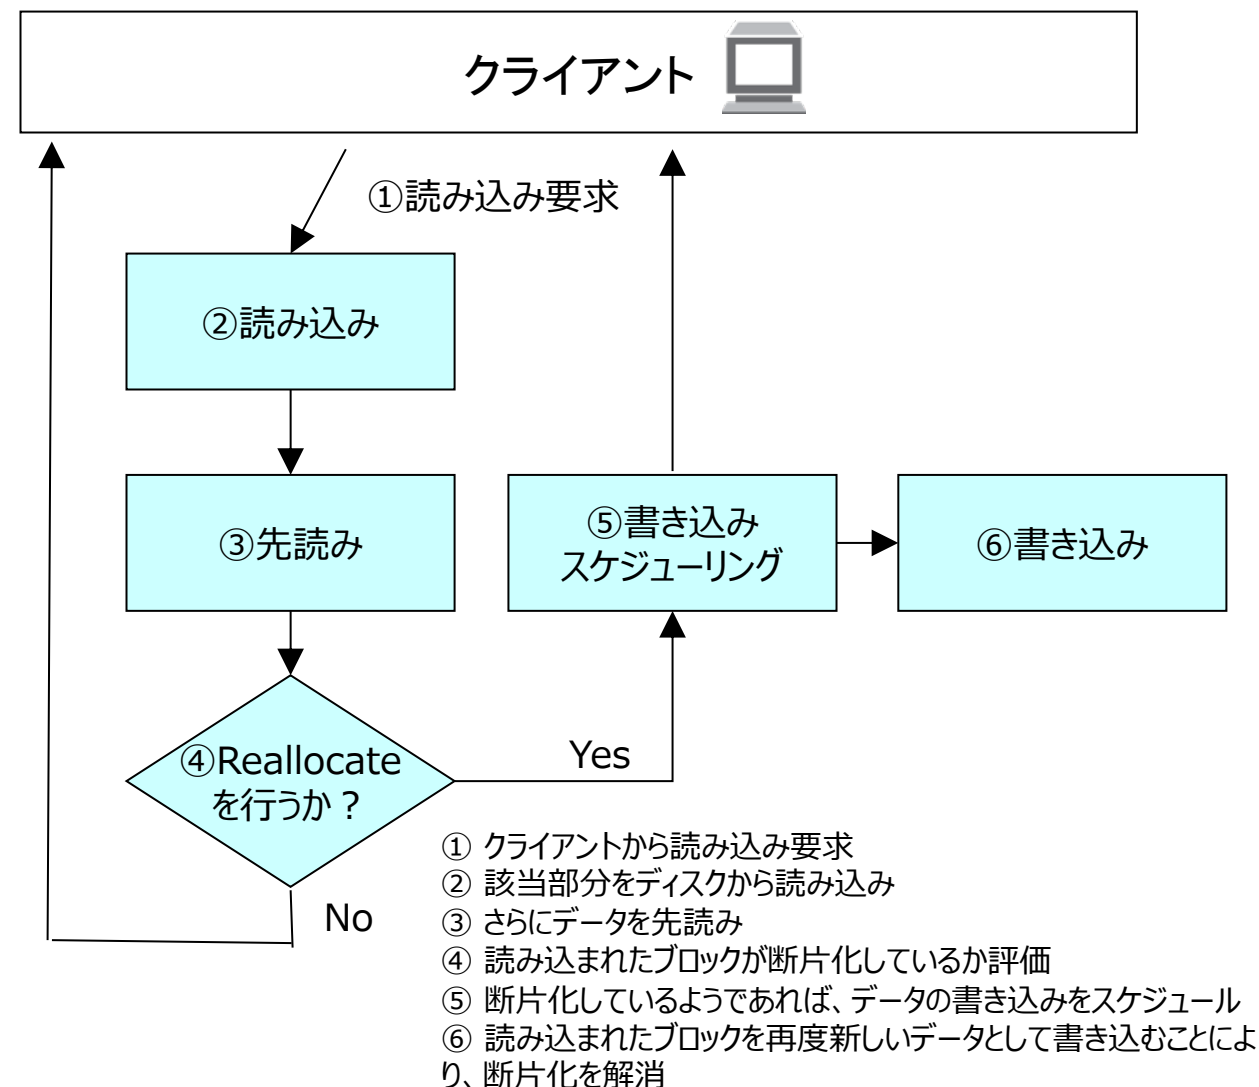 クライアント
①読み込み要求
②読み込み
③先読み
⑤書き込み
スケジューリング
⑥書き込み
④Reallocate
を行うか？
Yes
No
① クライアントから読み込み要求
② 該当部分をディスクから読み込み
③ さらにデータを先読み
④ 読み込まれたブロックが断片化しているか評価
⑤ 断片化しているようであれば、データの書き込みをスケジュール
⑥ 読み込まれたブロックを再度新しいデータとして書き込むことによ
り、断片化を解消